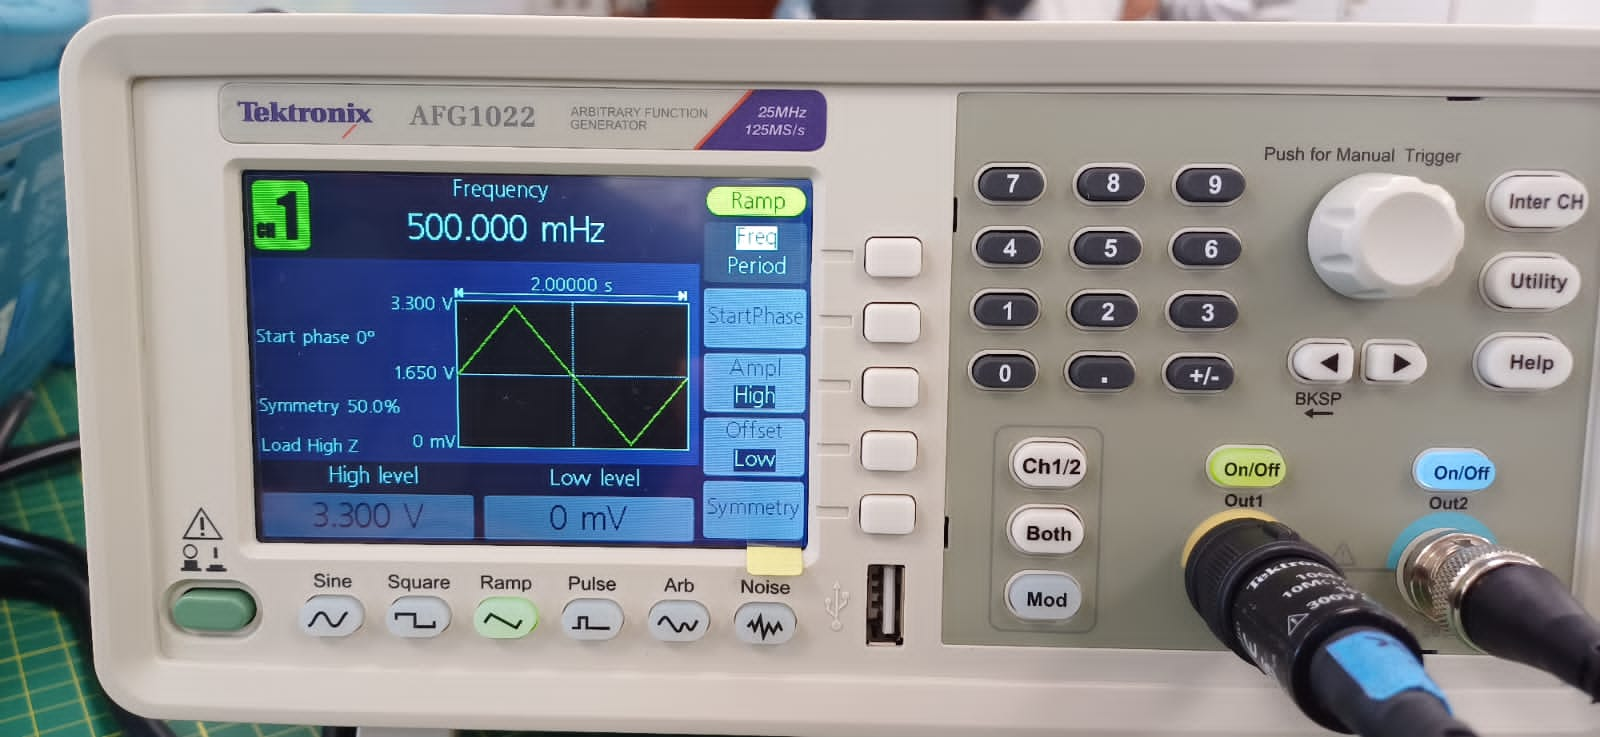 Tektronix
AFG1022
ARBITRARY FUNCTION
GENERATOR
25MHz
125MS/s
CH1
Frequency
500.000 mHz
Ramp
Freq
Period
StartPhase
Ampl
High
Offset
Low
Symmetry
2.00000 s
3.300 V
Start phase 0°
1.650 V
Symmetry 50.0%
Load High Z
0 mV
High level
Low level
3.300 V
0 mV
Sine
Square
Ramp
Pulse
Arb
Noise
Push for Manual Trigger
7 8 9
4 5 6
1 2 3
0 . +/-
Inter CH
Utility
Help
BKSP
Ch1/2
Both
Mod
On/Off
Out1
On/Off
Out2
Tektronix